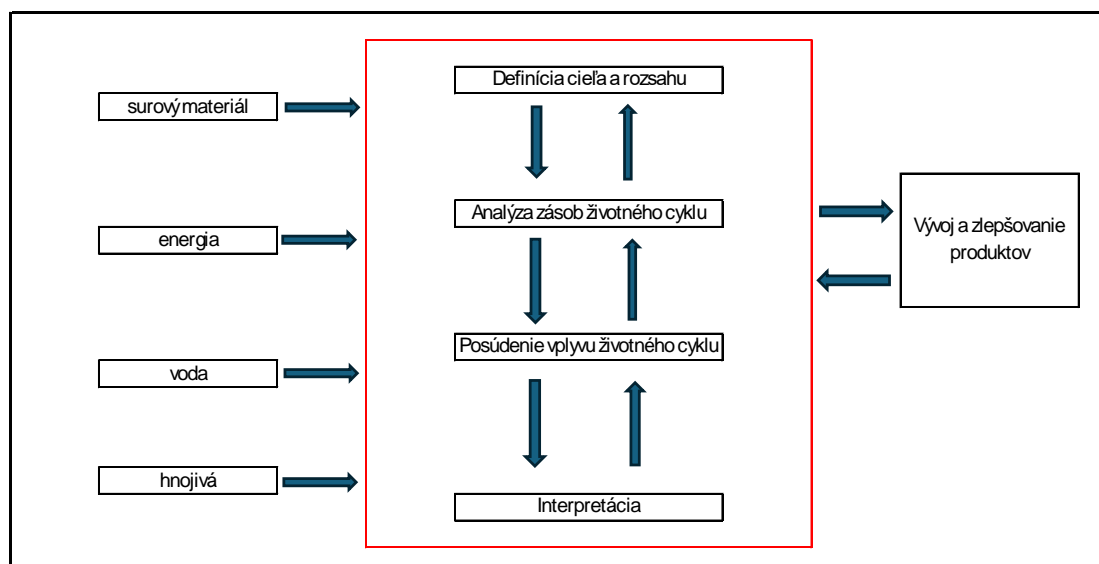 surový materiál
energia
voda
hnojivá
Definícia cieľa a rozsahu
Analýza zásob životného cyklu
Posúdenie vplyvu životného cyklu
Interpretácia
Vývoj a zlepšovanie
produktov